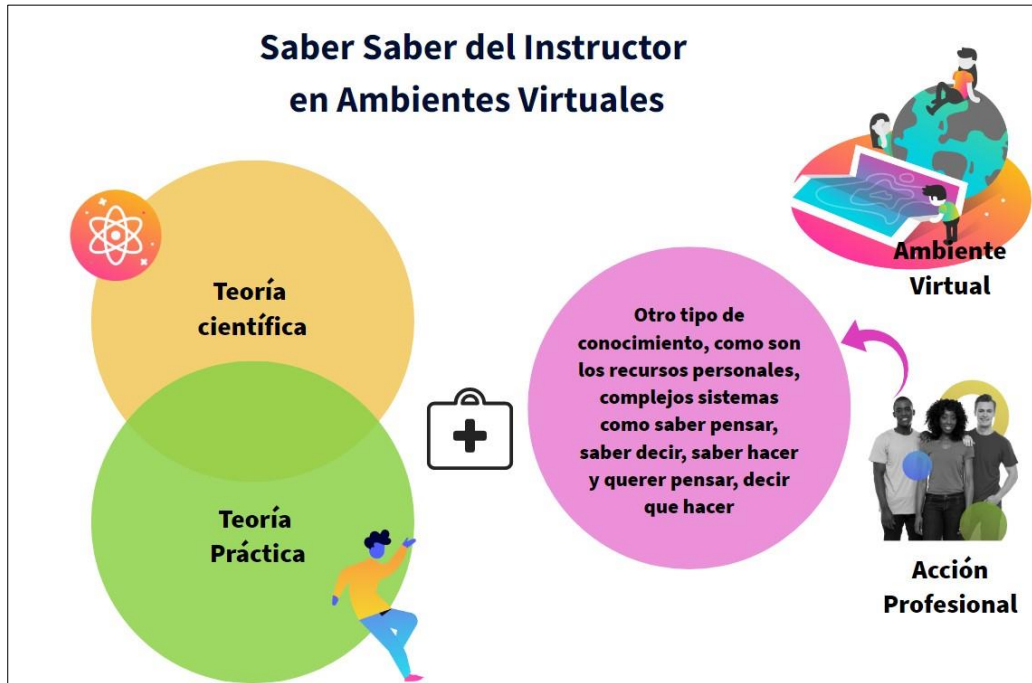 Saber Saber del Instructor
en Ambientes Virtuales
Teoría
científica
Teoría
Práctica
Otro tipo de
conocimiento, como son
los recursos personales,
complejos sistemas
como saber pensar,
saber decir, saber hacer
y querer pensar, decir
que hacer
Ambiente
Virtual
Acción
Profesional